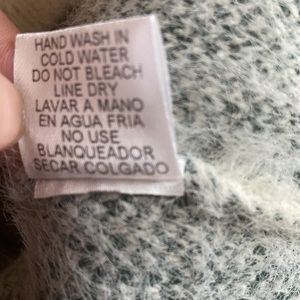 HAND WASH IN
COLD WATER
DO NOT BLEACH
LINE DRY
LAVAR A MANO
EN AGUA FRIA
NO USE
BLANQUEADOR
SECAR COLGADO